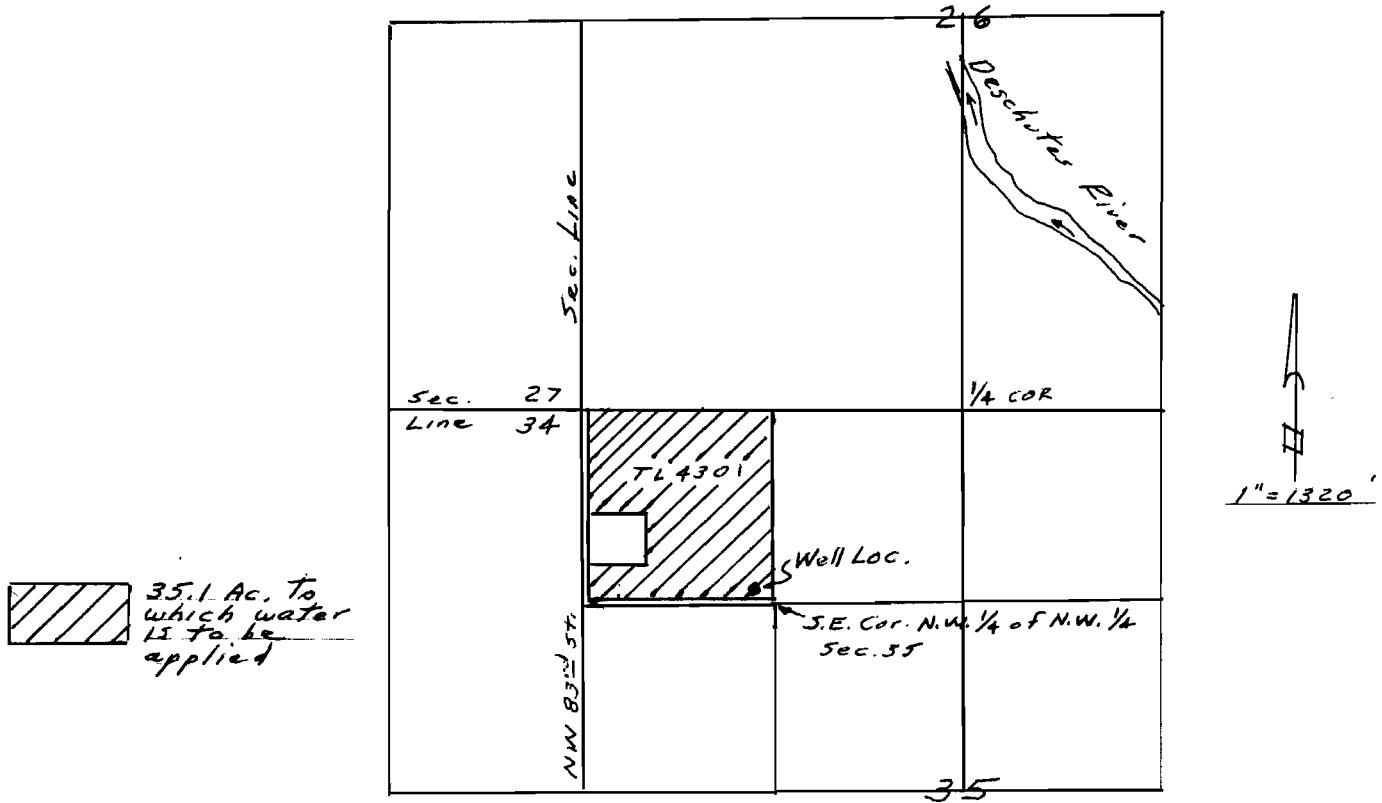 26
Deschutes River
Sec. Line
Sec. 27
Line 34
1/4 COR
TL 4301
1" = 1320'
Well Loc.
35.1 Ac. To
which water
is to be
applied
S.E. Cor. N.W. 1/4 of N.W. 1/4
Sec. 35
NW 83rd St.
35